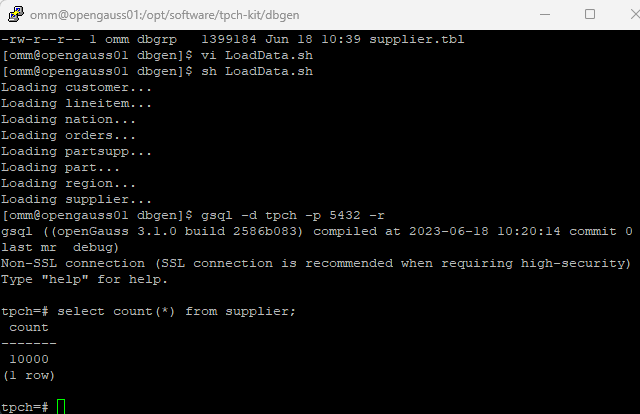 omm@opengauss01:/opt/software/tpch-kit/dbgen
-rw-r--r-- 1 omm dbgrp   1399184 Jun 18 10:39 supplier.tbl
[omm@opengauss01 dbgen]$ vi LoadData.sh
[omm@opengauss01 dbgen]$ sh LoadData.sh
Loading customer...
Loading lineitem...
Loading nation...
Loading orders...
Loading partsupp...
Loading part...
Loading region...
Loading supplier...
[omm@opengauss01 dbgen]$ gsql -d tpch -p 5432 -r
gsql ((openGauss 3.1.0 build 2586b083) compiled at 2023-06-18 10:20:14 commit 0
last mr  debug)
Non-SSL connection (SSL connection is recommended when requiring high-security)
Type "help" for help.
tpch=# select count(*) from supplier;
 count
-------
 10000
(1 row)
tpch=#